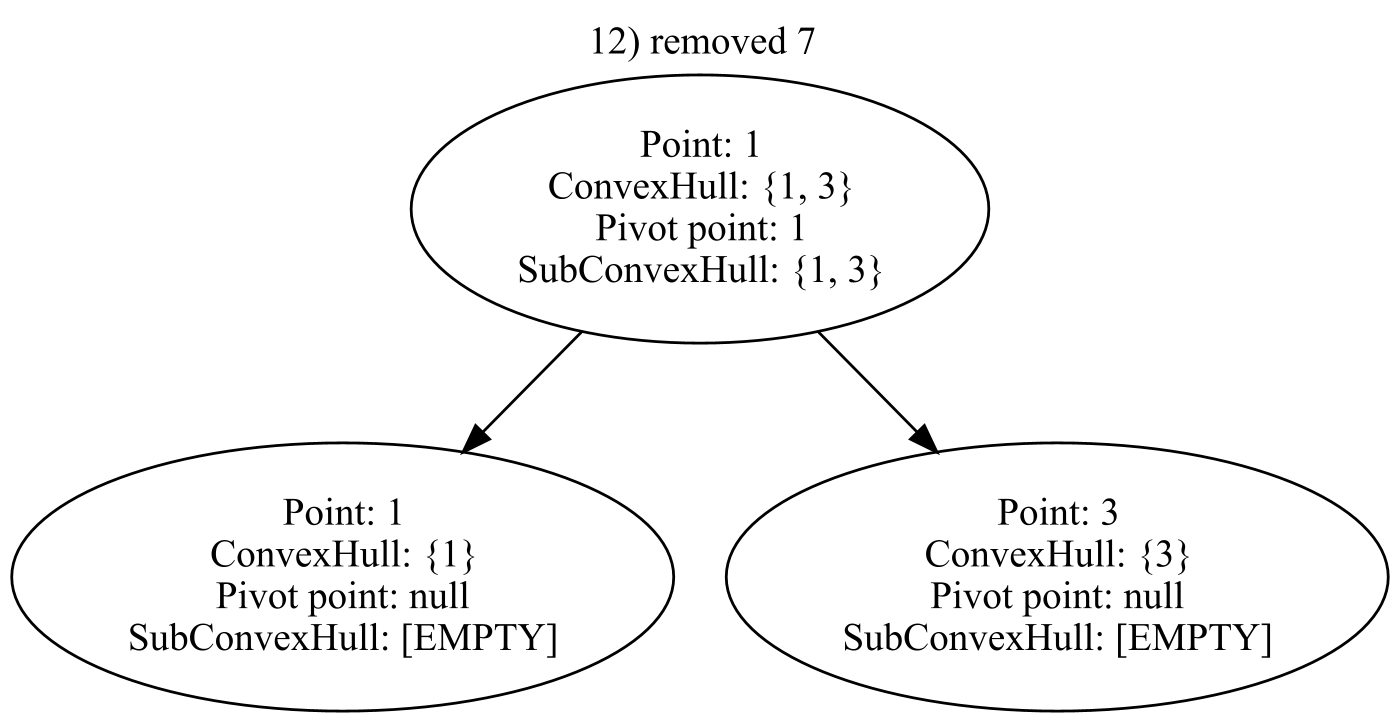 12) removed 7
Point: 1
ConvexHull: {1, 3}
Pivot point: 1
SubConvexHull: {1, 3}
Point: 1
ConvexHull: {1}
Pivot point: null
SubConvexHull: [EMPTY]
Point: 3
ConvexHull: {3}
Pivot point: null
SubConvexHull: [EMPTY]